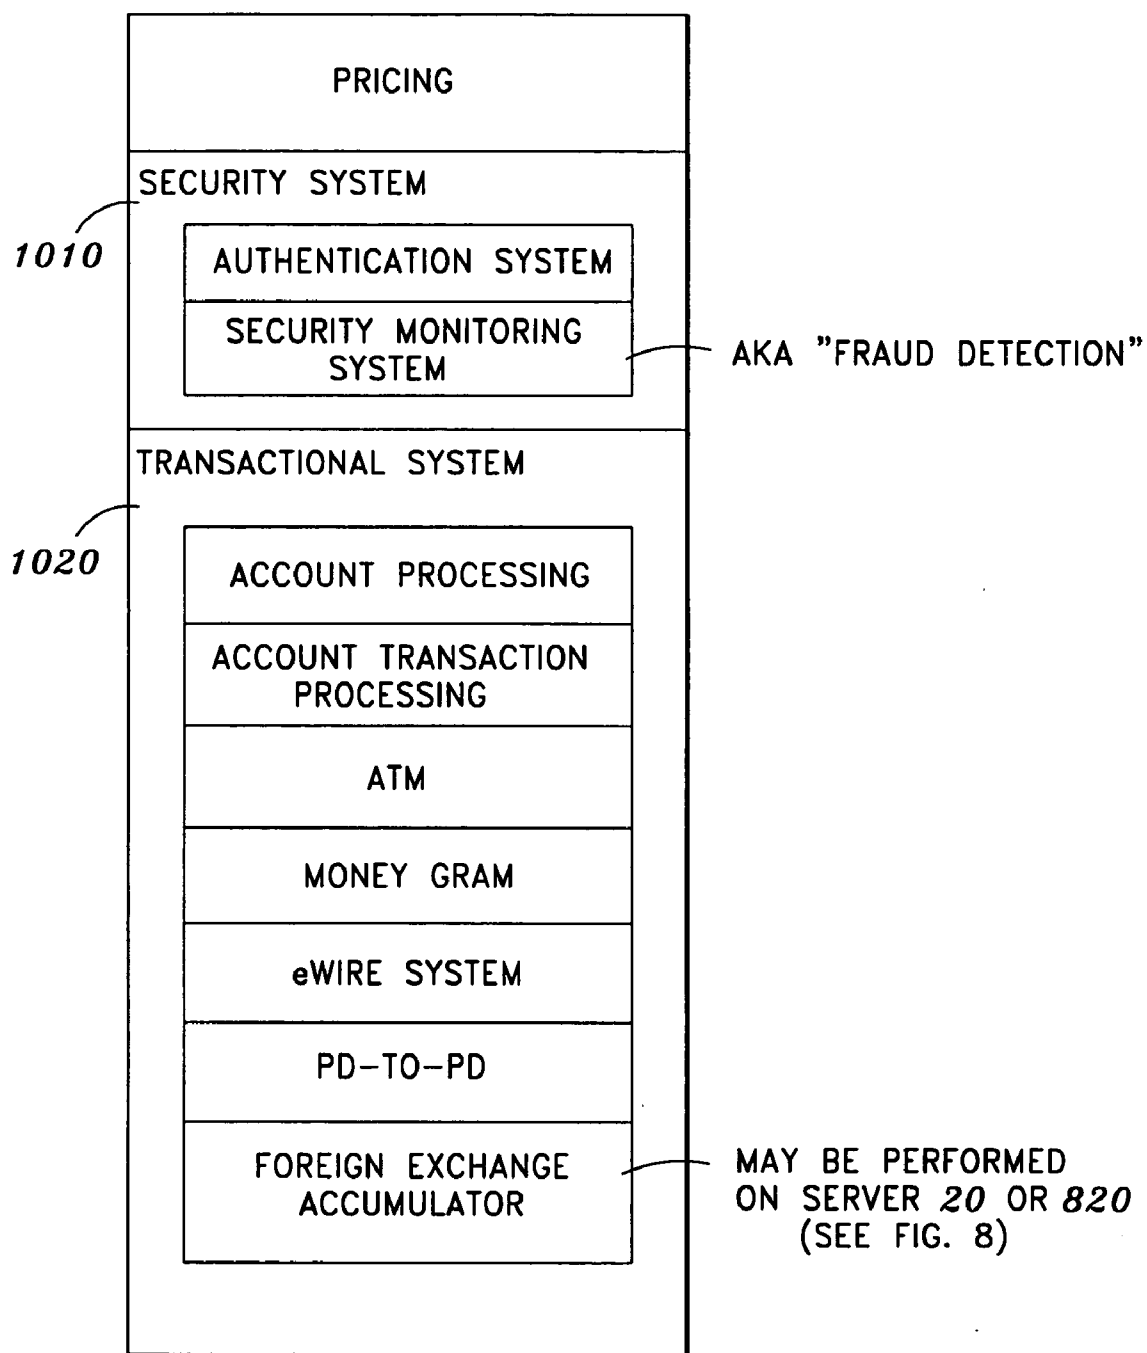 PRICING
SECURITY SYSTEM
1010
AUTHENTICATION SYSTEM
SECURITY MONITORING
SYSTEM
AKA "FRAUD DETECTION"
TRANSACTIONAL SYSTEM
1020
ACCOUNT PROCESSING
ACCOUNT TRANSACTION
PROCESSING
ATM
MONEY GRAM
eWIRE SYSTEM
PD-TO-PD
FOREIGN EXCHANGE
ACCUMULATOR
MAY BE PERFORMED
ON SERVER 20 OR 820
(SEE FIG. 8)